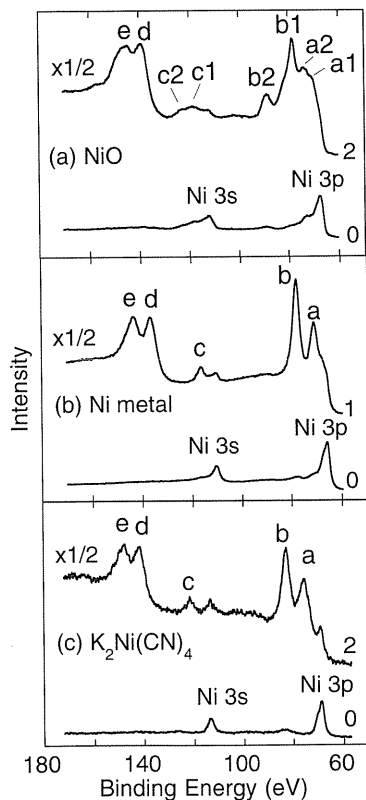 b1
e d
a2
x1/2
c2 c1
b2
a1
(a) NiO
2
Ni 3s
Ni 3p
0
b
e d
a
x1/2
c
(b) Ni metal
1
Ni 3s
Ni 3p
0
b
e d
a
x1/2
c
(c) K2Ni(CN)4
2
Ni 3s
Ni 3p
0
Intensity
180 140 100 60
Binding Energy (eV)